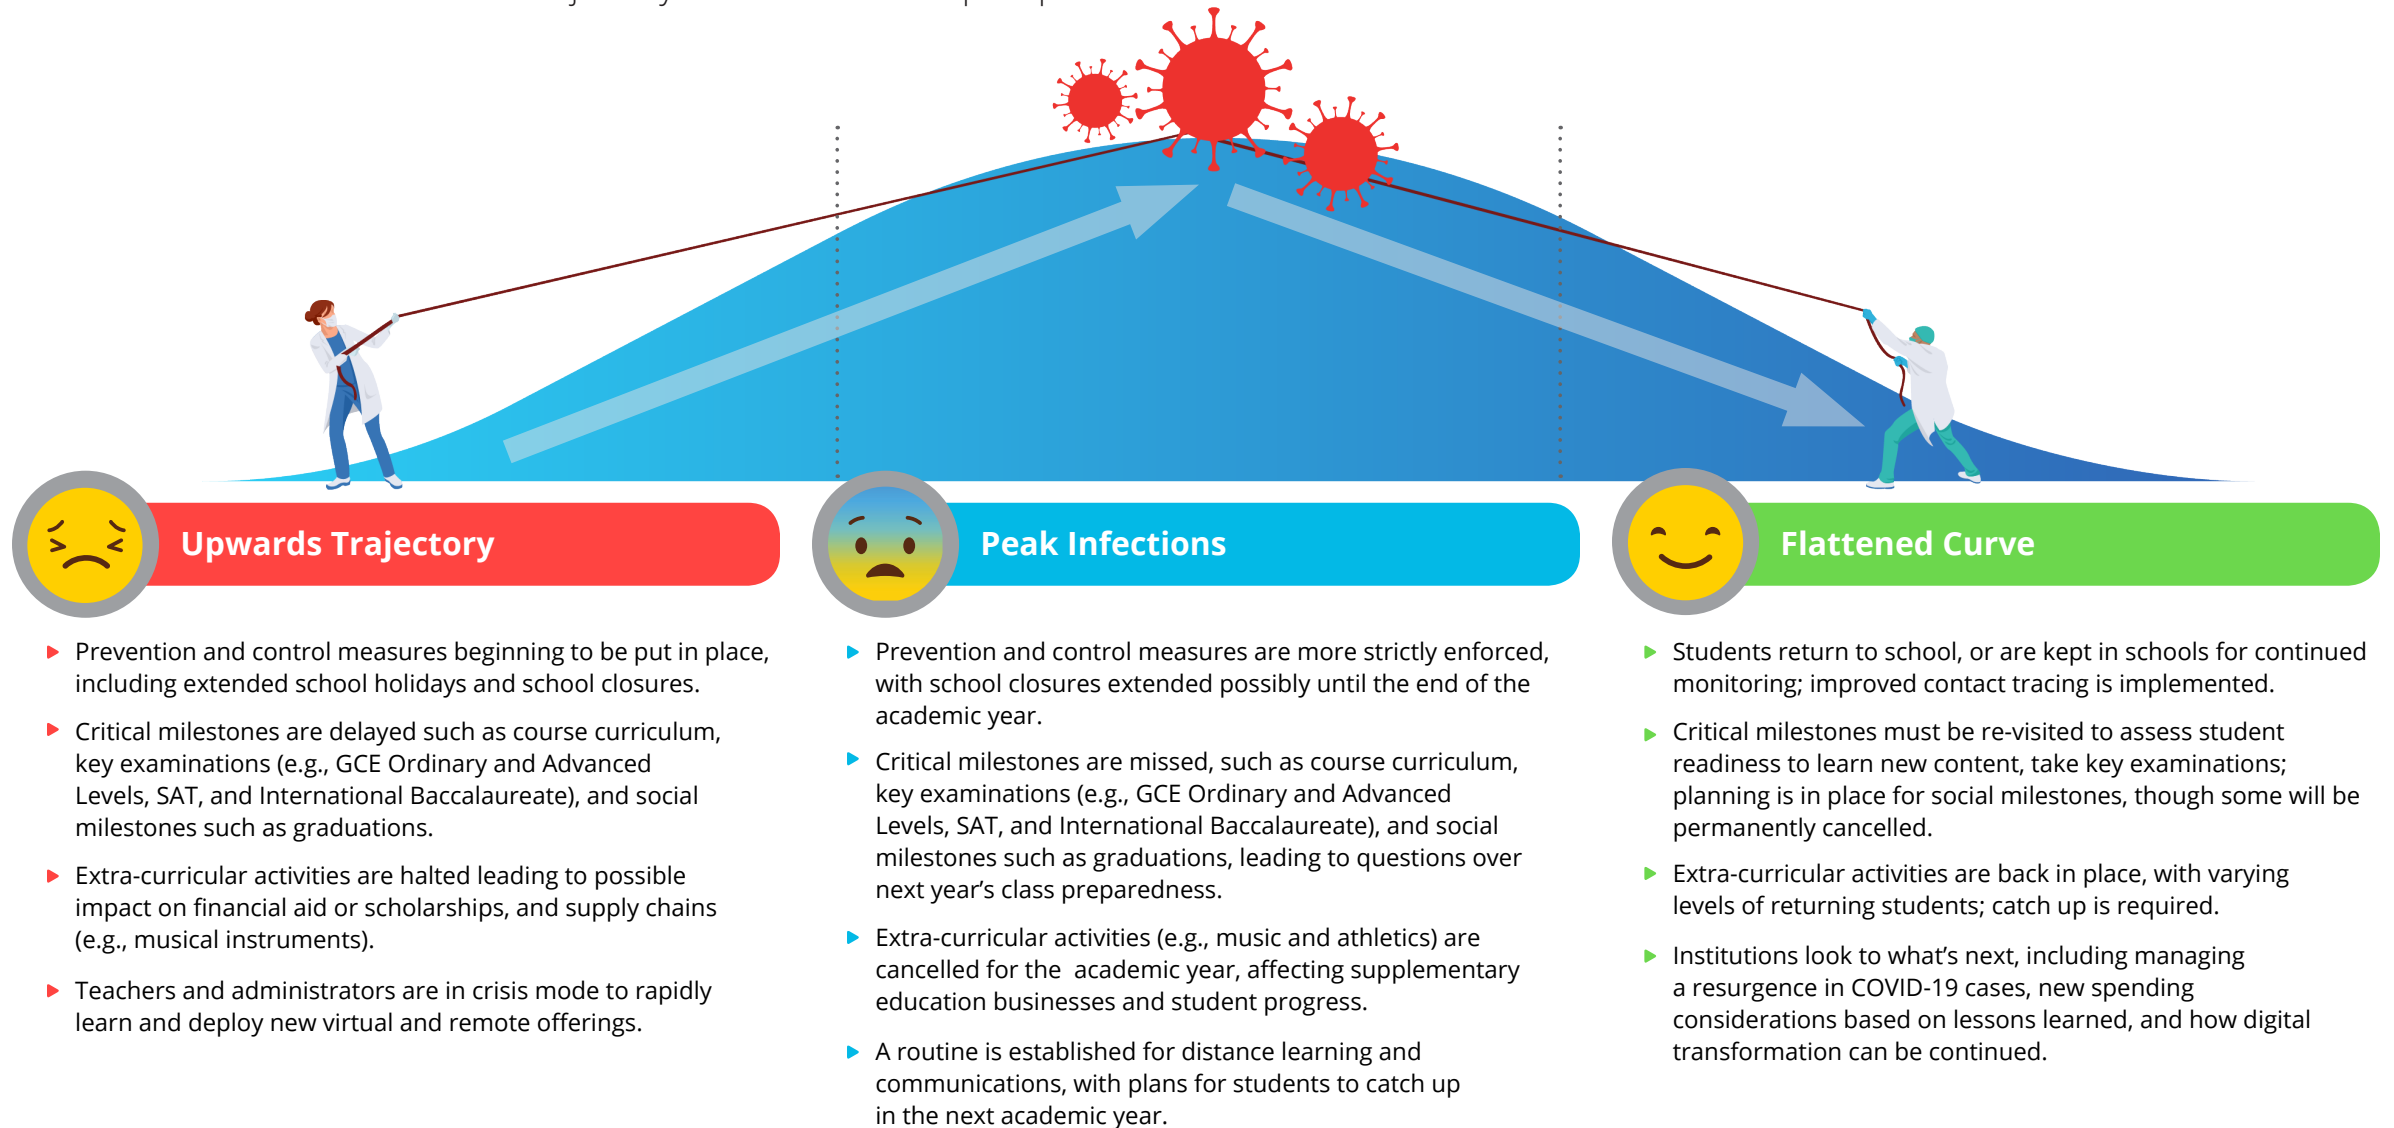 Upwards Trajectory
Prevention and control measures beginning to be put in place,
including extended school holidays and school closures.
Critical milestones are delayed such as course curriculum,
key examinations (e.g., GCE Ordinary and Advanced
Levels, SAT, and International Baccalaureate), and social
milestones such as graduations.
Extra-curricular activities are halted leading to possible
impact on financial aid or scholarships, and supply chains
(e.g., musical instruments).
Teachers and administrators are in crisis mode to rapidly
learn and deploy new virtual and remote offerings.
Peak Infections
Prevention and control measures are more strictly enforced,
with school closures extended possibly until the end of the
academic year.
Critical milestones are missed, such as course curriculum,
key examinations (e.g., GCE Ordinary and Advanced
Levels, SAT, and International Baccalaureate), and social
milestones such as graduations, leading to questions over
next year’s class preparedness.
Extra-curricular activities (e.g., music and athletics) are
cancelled for the  academic year, affecting supplementary
education businesses and student progress.
A routine is established for distance learning and
communications, with plans for students to catch up
in the next academic year.
Flattened Curve
Students return to school, or are kept in schools for continued
monitoring; improved contact tracing is implemented.
Critical milestones must be re-visited to assess student
readiness to learn new content, take key examinations;
planning is in place for social milestones, though some will be
permanently cancelled.
Extra-curricular activities are back in place, with varying
levels of returning students; catch up is required.
Institutions look to what’s next, including managing
a resurgence in COVID-19 cases, new spending
considerations based on lessons learned, and how digital
transformation can be continued.